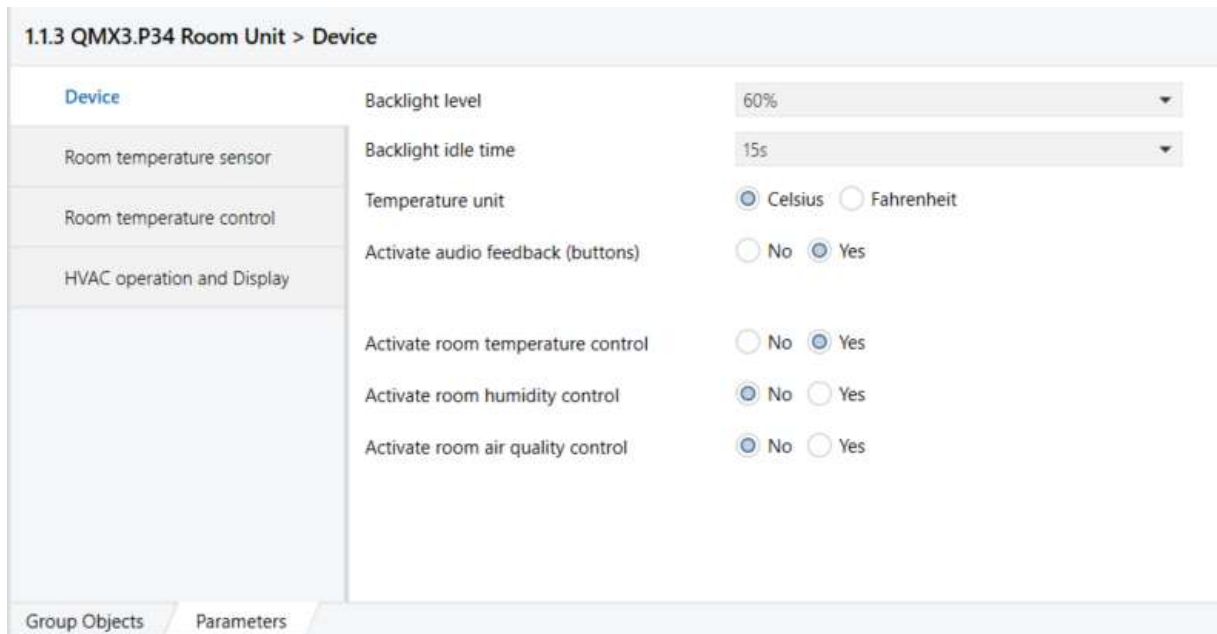 1.1.3 QMX3.P34 Room Unit > Device
Device
Room temperature sensor
Room temperature control
HVAC operation and Display
Backlight level 60%
Backlight idle time 15s
Temperature unit Celsius Fahrenheit
Activate audio feedback (buttons) No Yes
Activate room temperature control No Yes
Activate room humidity control No Yes
Activate room air quality control No Yes
Group Objects Parameters